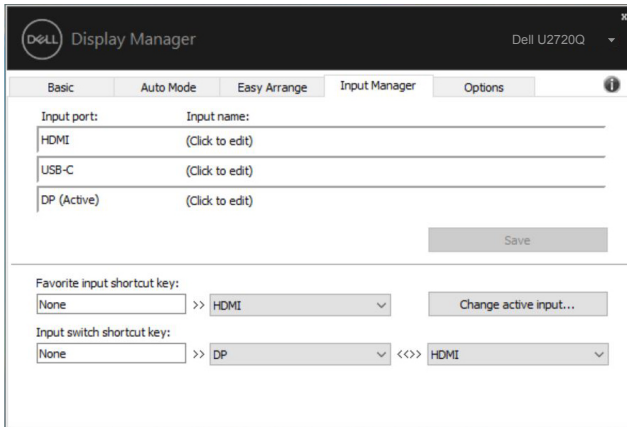 x
DELL Display Manager Dell U2720Q
Basic Auto Mode Easy Arrange Input Manager Options i
Input port: Input name:
HDMI (Click to edit)
USB-C (Click to edit)
DP (Active) (Click to edit)
Save
Favorite input shortcut key:
None >> HDMI Change active input...
Input switch shortcut key:
None >> DP <<>> HDMI